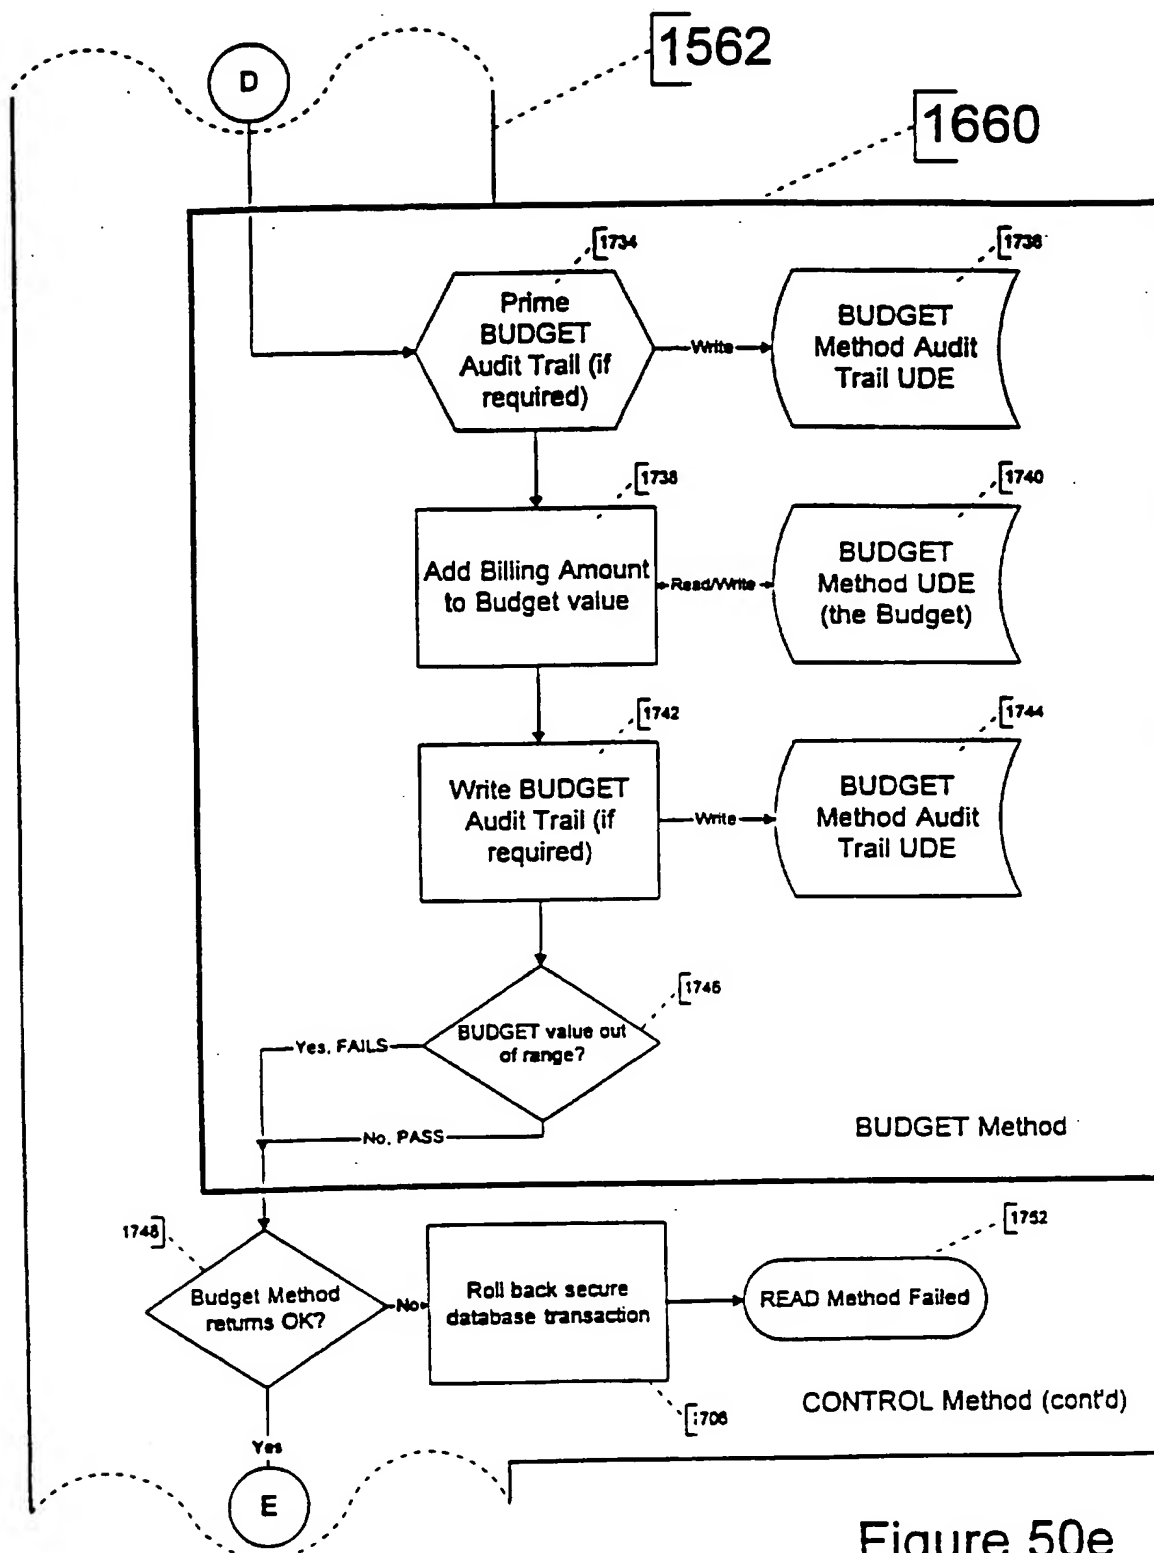 1562
D
1660
1734
1736
Prime
BUDGET
Audit Trail (if
required)
Write
BUDGET
Method Audit
Trail UDE
1738
1740
Add Billing Amount
to Budget value
Read/Write
BUDGET
Method UDE
(the Budget)
1742
1744
Write BUDGET
Audit Trail (if
required)
Write
BUDGET
Method Audit
Trail UDE
1746
BUDGET value out
of range?
Yes, FAILS
No, PASS
BUDGET Method
1748
1752
Budget Method
returns OK?
No
Roll back secure
database transaction
READ Method Failed
1706
CONTROL Method (cont'd)
Yes
E
Figure 50e